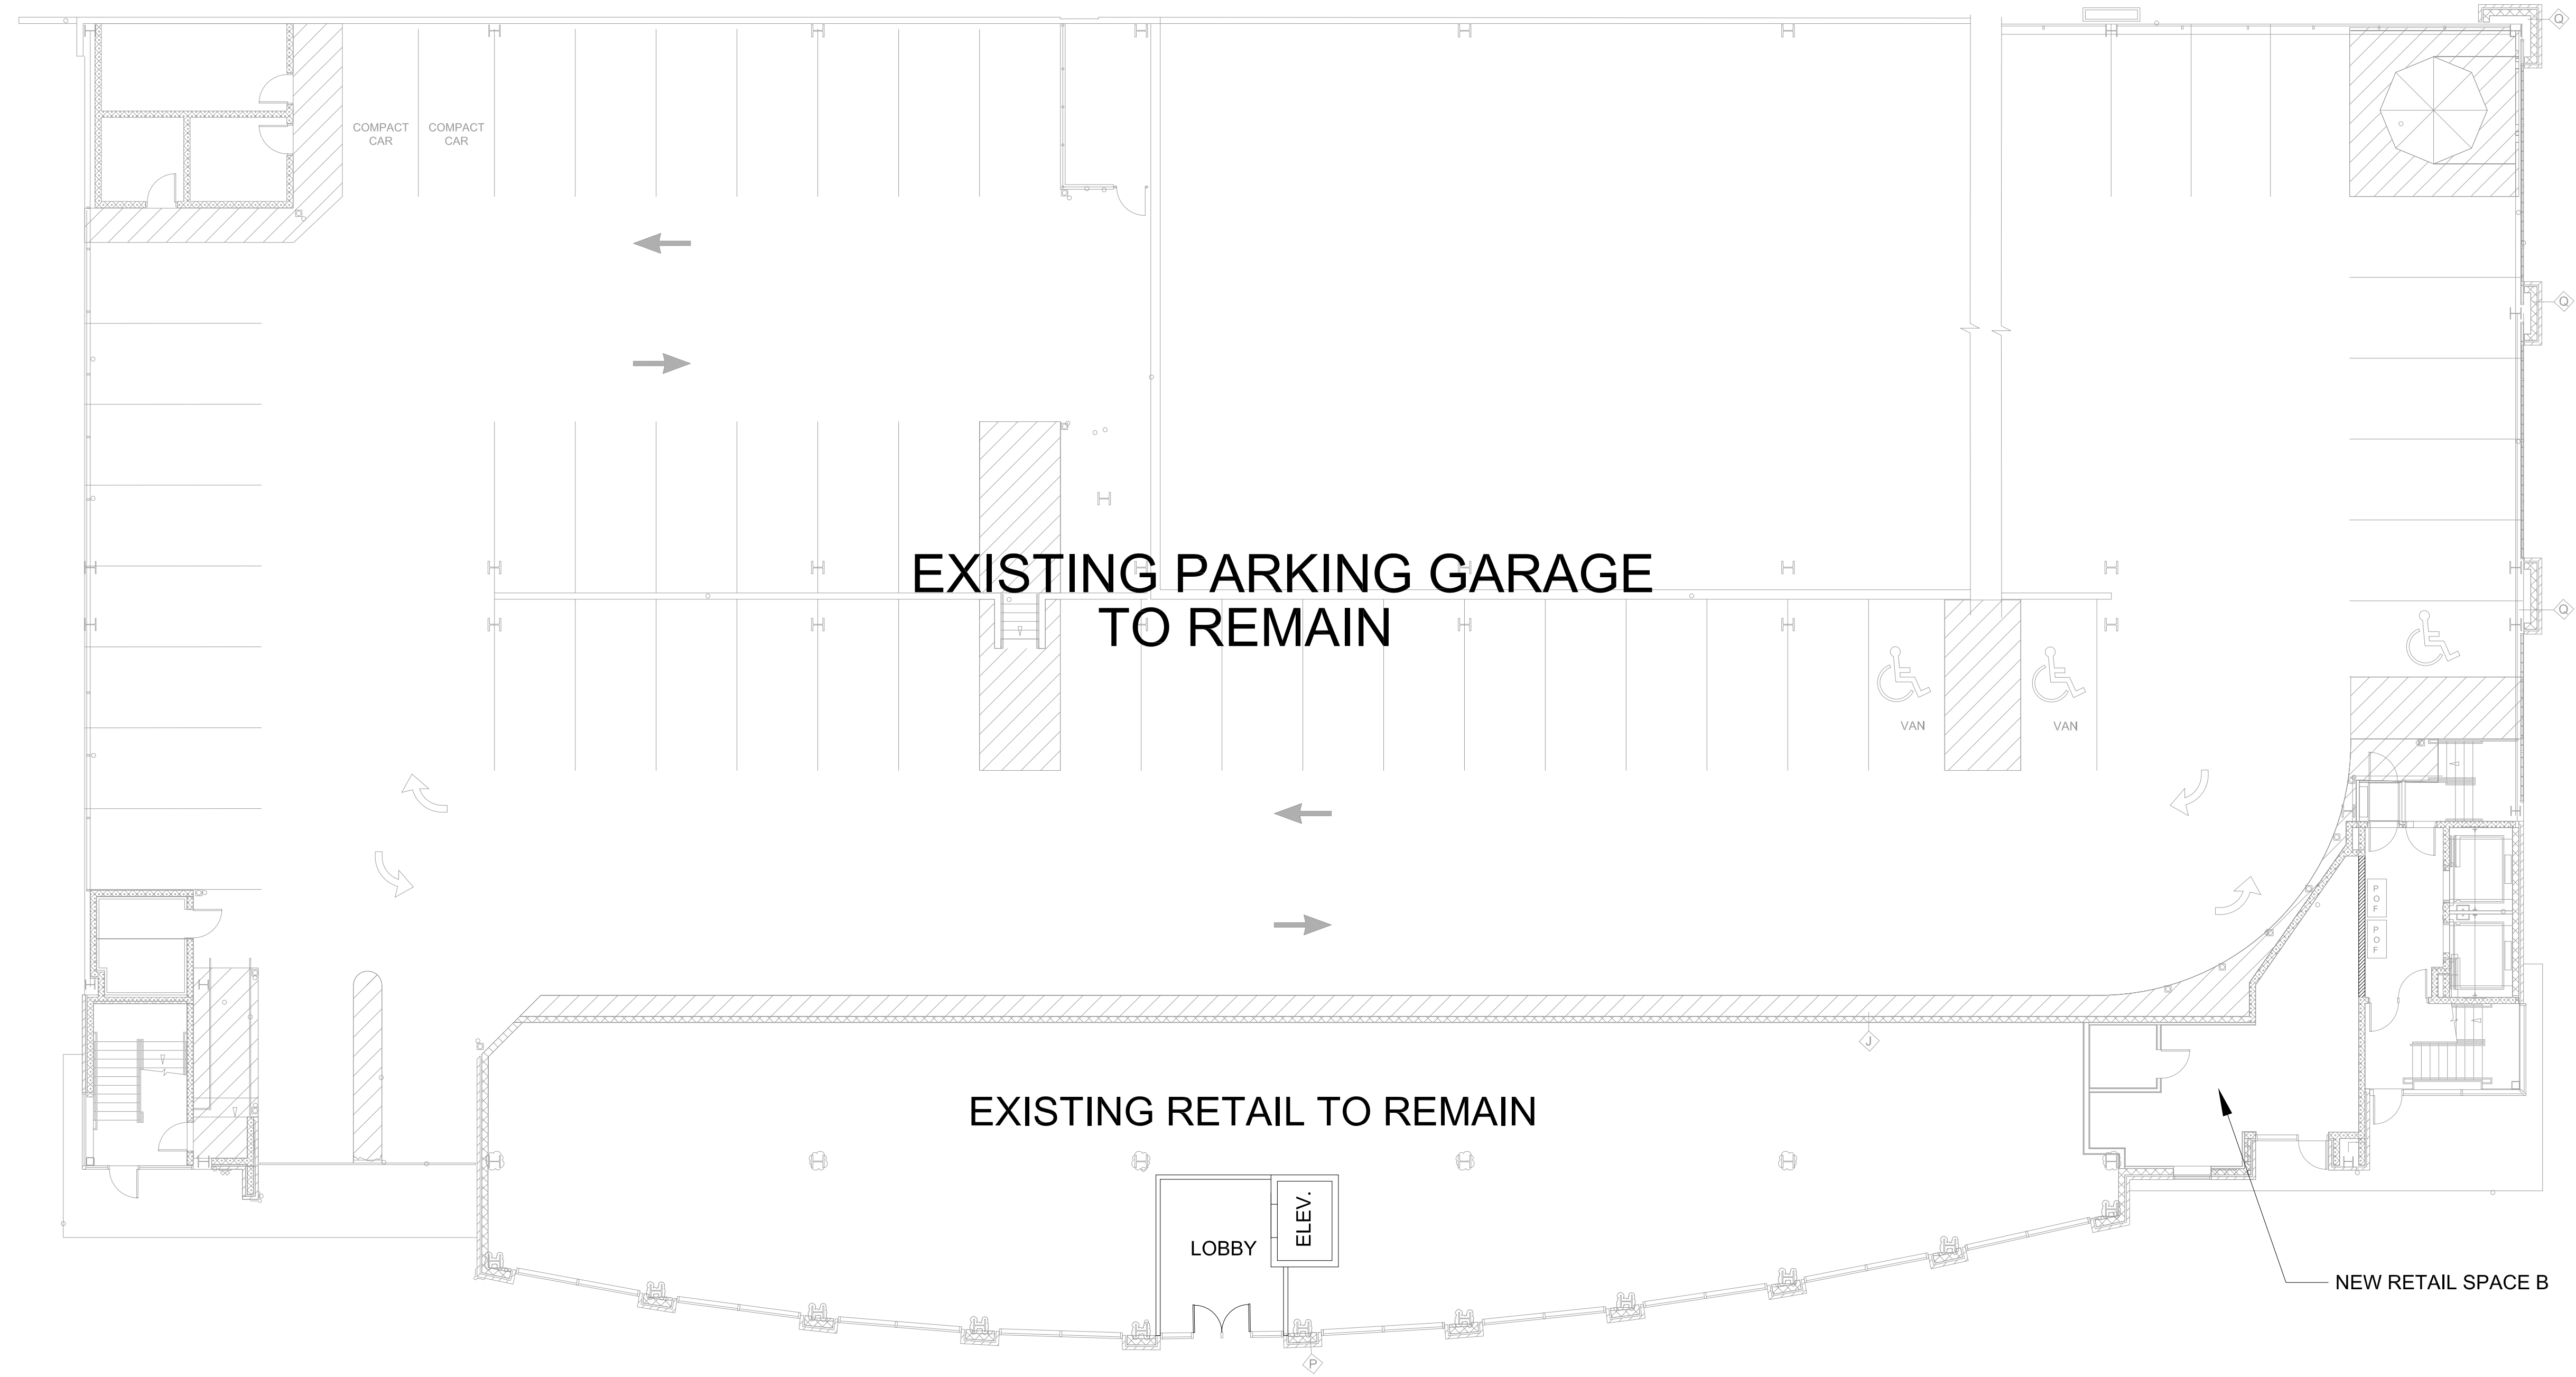 Q
COMPACT
CAR
COMPACT
CAR
Q
EXISTING PARKING GARAGE
TO REMAIN
Q
VAN
VAN
P
O
F
P
O
F
J
EXISTING RETAIL TO REMAIN
ELEV.
LOBBY
NEW RETAIL SPACE B
P